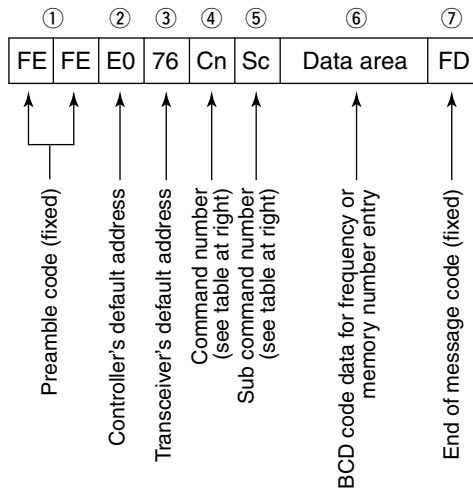 ① ② ③ ④ ⑤ ⑥ ⑦
FE FE E0 76 Cn Sc Data area FD
Preamble code (fixed)
Controller's default address
Transceiver's default address
Command number
(see table at right)
Sub command number
(see table at right)
BCD code data for frequency or
memory number entry
End of message code (fixed)